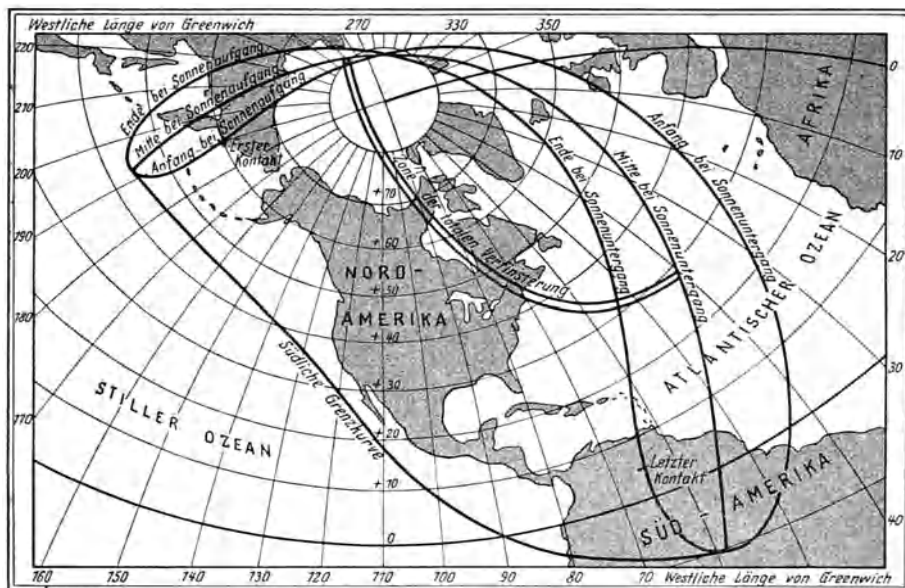 Westliche Länge von Greenwich
270
330
350
220
210
200
190
180
170
0
10
20
30
40
Ende bei Sonnenaufgang
Mitte bei Sonnenaufgang
Anfang bei Sonnenaufgang
Erster
Kontakt
Zone der totalen Verfinsterung
Ende bei Sonnenuntergang
Mitte bei Sonnenuntergang
Anfang bei Sonnenuntergang
AFRIKA
ATLANTISCHER OZEAN
+70
+60
NORD-
+50
AMERIKA
+40
+30
+20
+10
0
Südliche Grenzkurve
STILLER OZEAN
Letzter
Kontakt
SÜD-AMERIKA
160 150 140 130 120 110 100 90 80 70 Westliche Länge von Greenwich